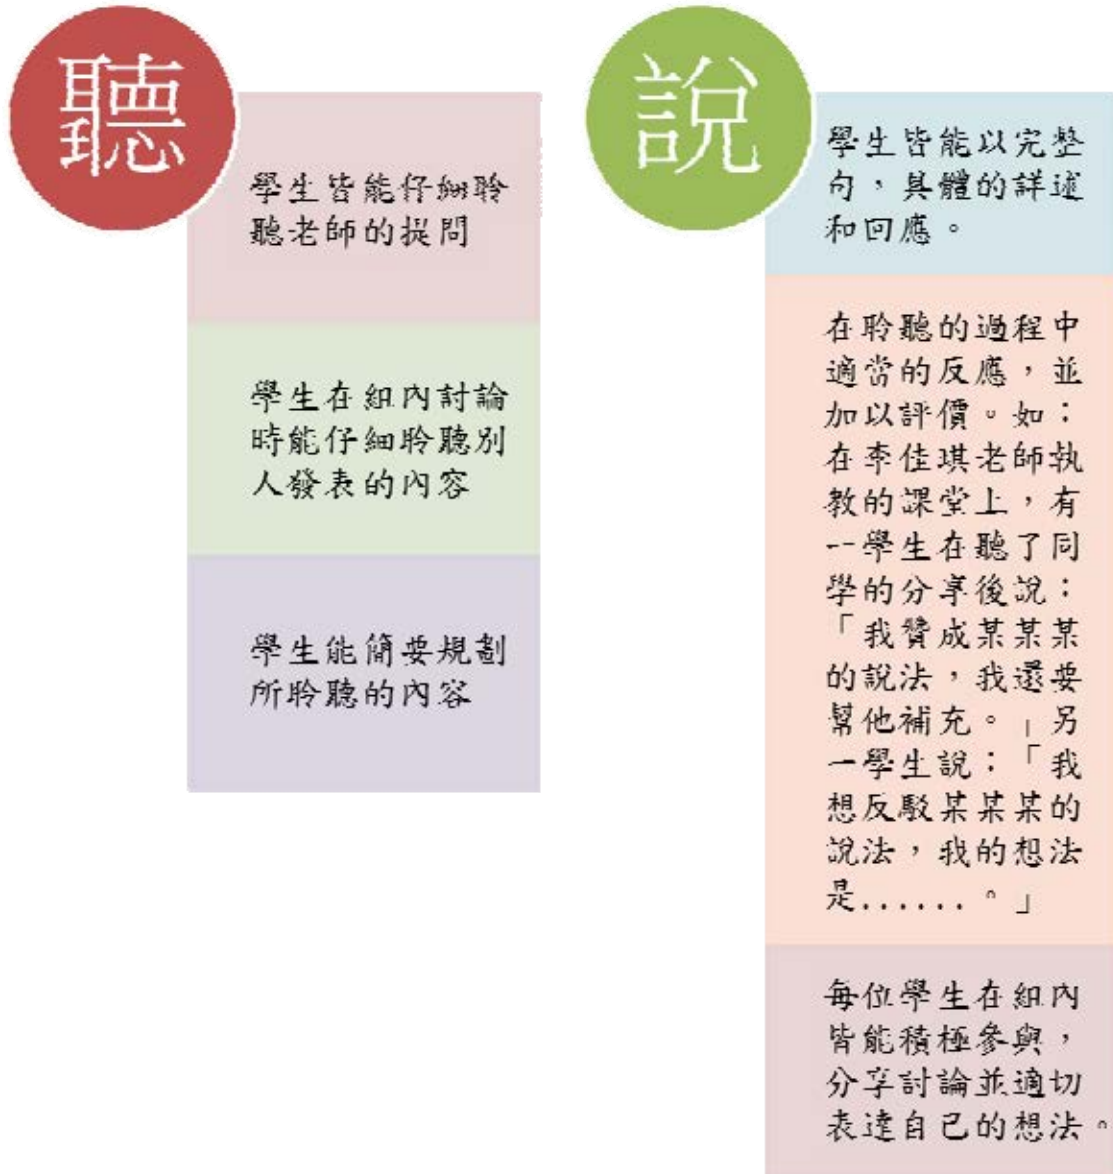 聽
學生皆能仔細聆
聽老師的提問
學生在組內討論
時能仔細聆聽別
人發表的內容
學生能簡要規劃
所聆聽的內容
說
學生皆能以完整
句，具體的詳述
和回應。
在聆聽的過程中
適當的反應，並
加以評價。如：
在李佳琪老師執
教的課堂上，有
一學生在聽了同
學的分享後說：
「我贊成某某某
的說法，我還要
幫他補充。」另
一學生說：「我
想反駁某某某的
說法，我的想法
是......。」
每位學生在組內
皆能積極參與，
分享討論並適切
表達自己的想法。